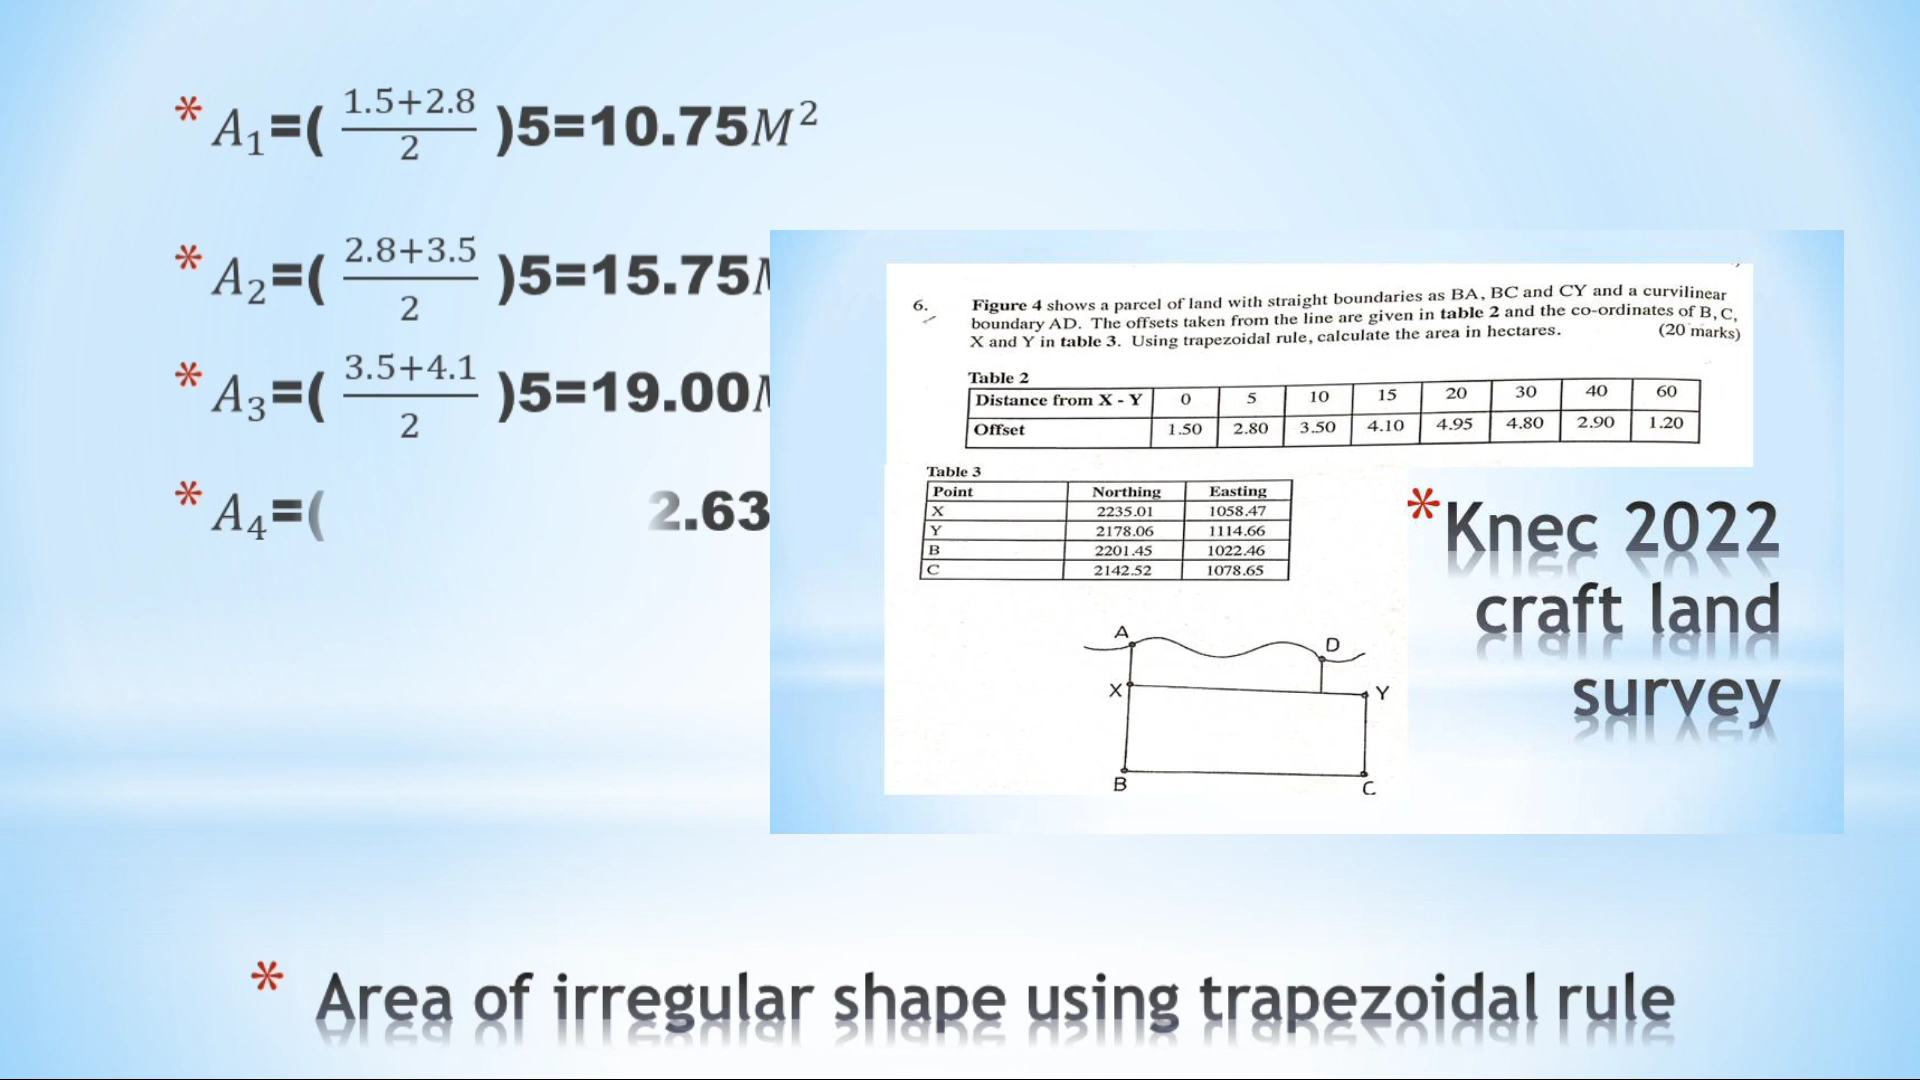 * A₁=( (1.5+2.8)/2 )5=10.75M²
* A₂=( (2.8+3.5)/2 )5=15.75
* A₃=( (3.5+4.1)/2 )5=19.00
* A₄=( 2.63
6. Figure 4 shows a parcel of land with straight boundaries as BA, BC and CY and a curvilinear
boundary AD. The offsets taken from the line are given in table 2 and the co-ordinates of B, C,
X and Y in table 3. Using trapezoidal rule, calculate the area in hectares. (20 marks)
Table 2
Distance from X - Y 0 5 10 15 20 30 40 60
Offset 1.50 2.80 3.50 4.10 4.95 4.80 2.90 1.20
Table 3
Point Northing Easting
X 2235.01 1058.47
Y 2178.06 1114.66
B 2201.45 1022.46
C 2142.52 1078.65
A
D
X
Y
B
C
* Knec 2022
craft land
survey
* Area of irregular shape using trapezoidal rule